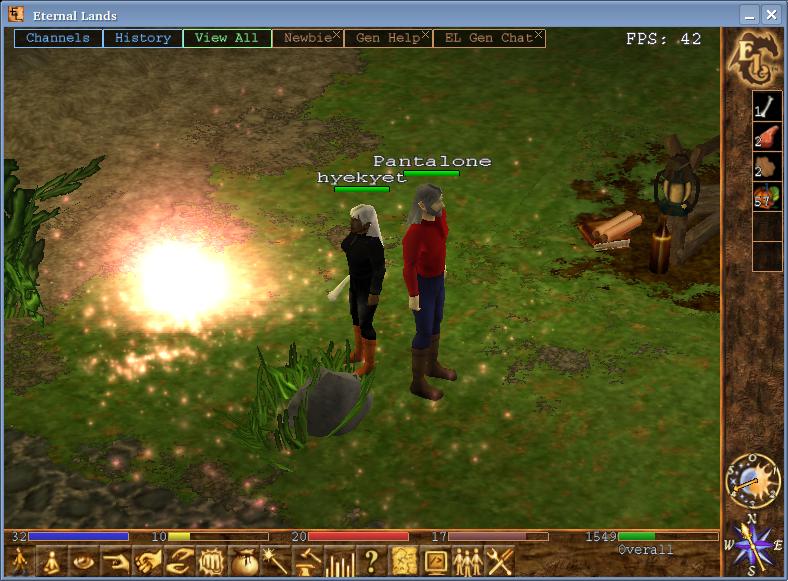 Eternal Lands
Channels History View All Newbie Gen Help EL Gen Chat
FPS: 42
Pantalone
hyekyet
1
2
2
57
32 10 20 17 1549
Overall
N
W E
S